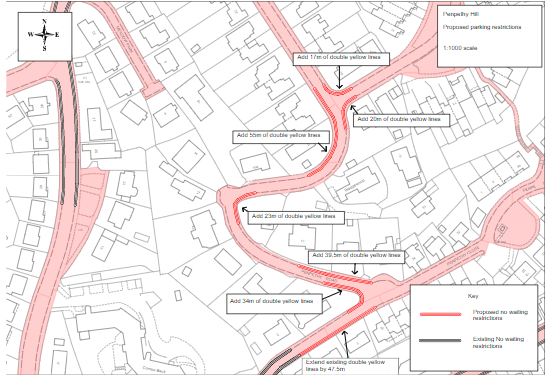 N
W E
S
Penpethy Hill
Proposed parking restrictions
1:1000 scale
Add 17m of double yellow lines
Add 20m of double yellow lines
Add 55m of double yellow lines
Add 23m of double yellow lines
Add 39.5m of double yellow lines
Add 34m of double yellow lines
Extend existing double yellow
lines by 47.5m
Key
Proposed no waiting
restrictions
Existing No waiting
restrictions